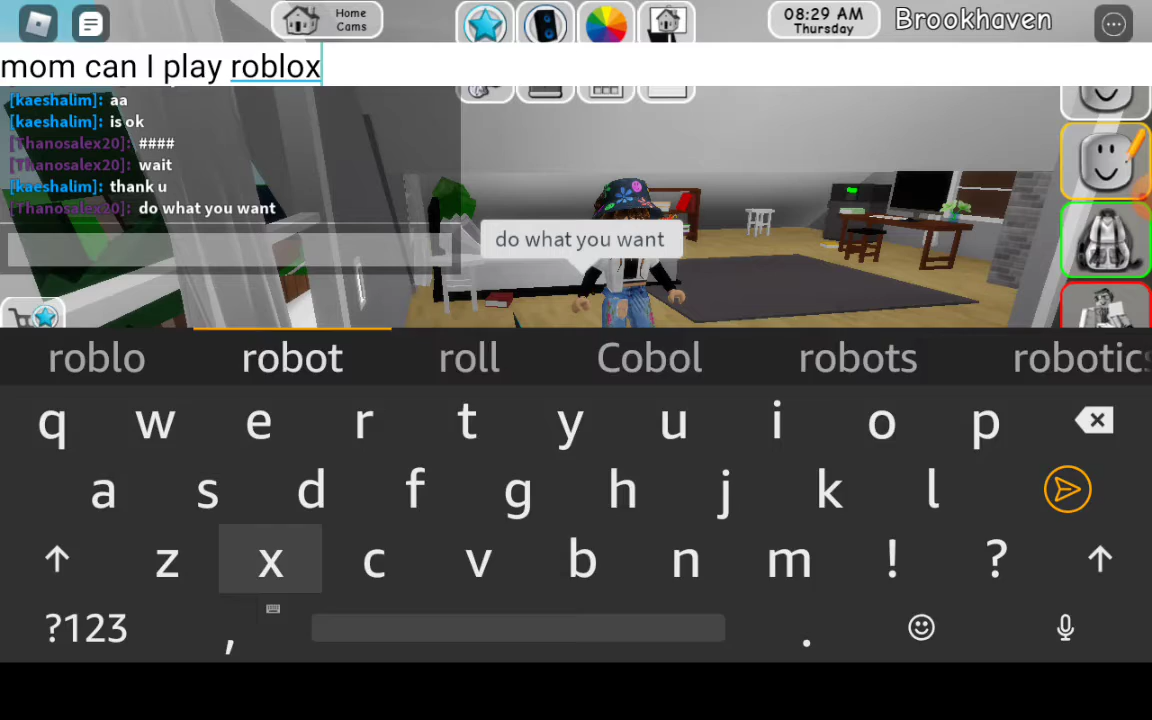 Home
Cams
08:29 AM
Thursday
Brookhaven
mom can I play roblox
[kaeshalim]: aa
[kaeshalim]: is ok
[Thanosalex20]: ####
[Thanosalex20]: wait
[kaeshalim]: thank u
[Thanosalex20]: do what you want
do what you want
roblo robot roll Cobol robots robotics
q w e r t y u i o p
a s d f g h j k l
z x c v b n m ! ?
?123 , .